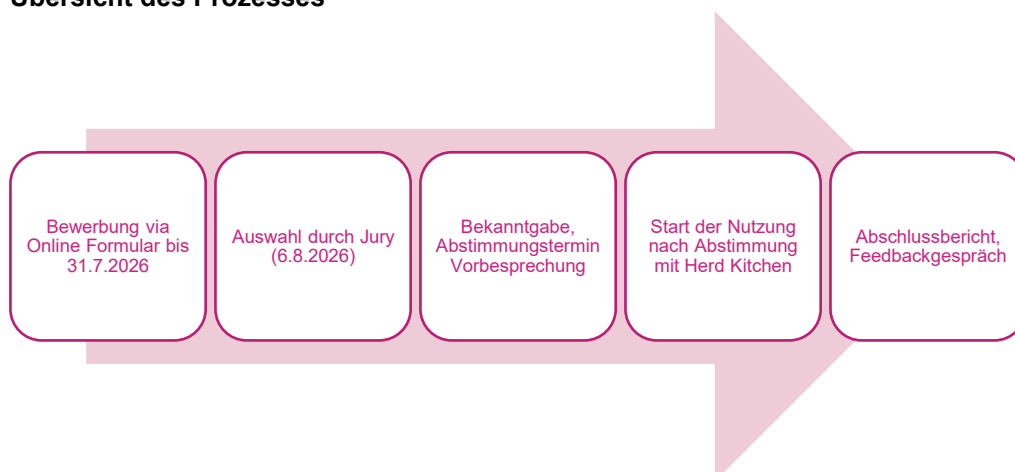 Übersicht des Prozesses
Bewerbung via
Online Formular bis
31.7.2026
Auswahl durch Jury
(6.8.2026)
Bekanntgabe,
Abstimmungstermin
Vorbesprechung
Start der Nutzung
nach Abstimmung
mit Herd Kitchen
Abschlussbericht,
Feedbackgespräch